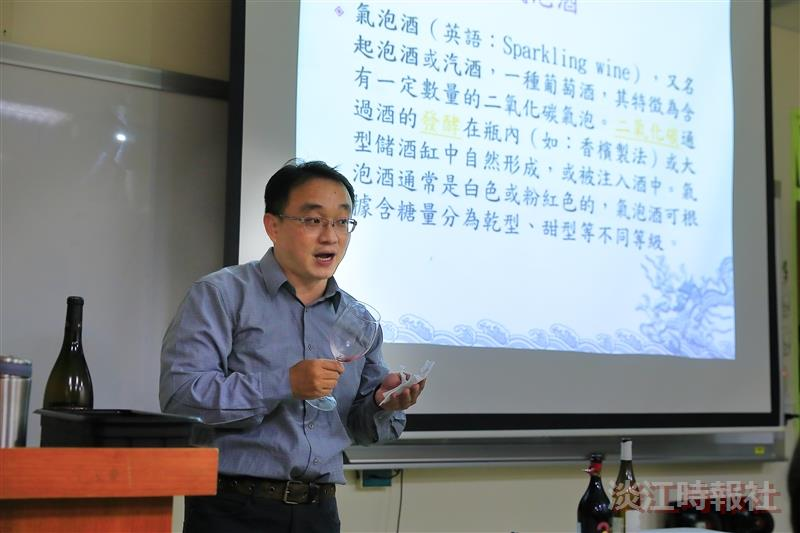 氣泡酒
氣泡酒（英語：Sparkling wine），又名
起泡酒或汽酒，一種葡萄酒，其特徵為含
有一定數量的二氧化碳氣泡。二氧化碳通
過酒的發酵在瓶內（如：香檳製法）或大
型儲酒缸中自然形成，或被注入酒中。氣
泡酒通常是白色或粉紅色的，氣泡酒可根
據含糖量分為乾型、甜型等不同等級。
淡江時報社